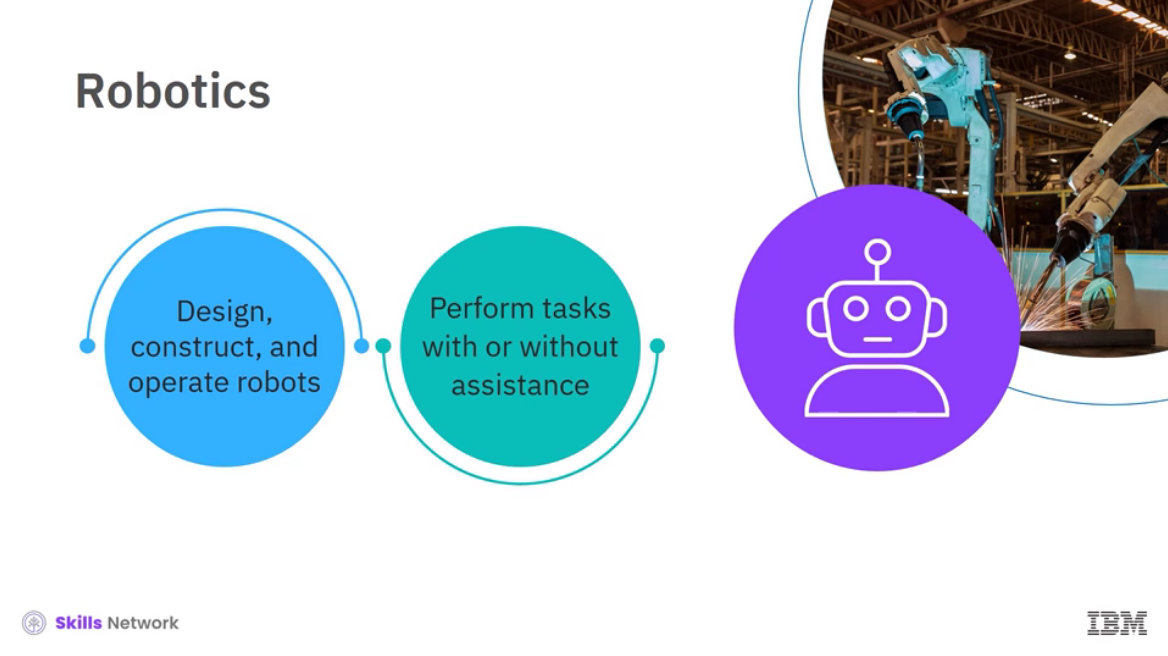 Robotics
Design,
construct, and
operate robots
Perform tasks
with or without
assistance
Skills Network
IBM